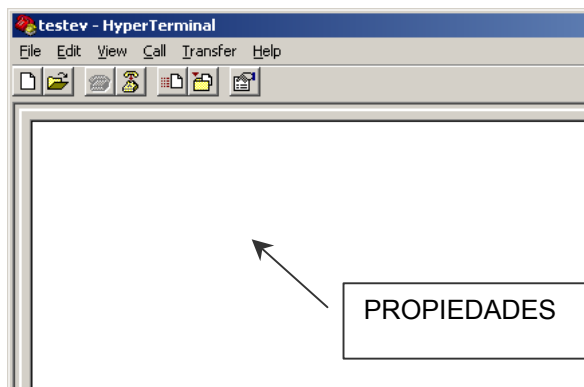 testev - HyperTerminal
File Edit View Call Transfer Help
PROPIEDADES